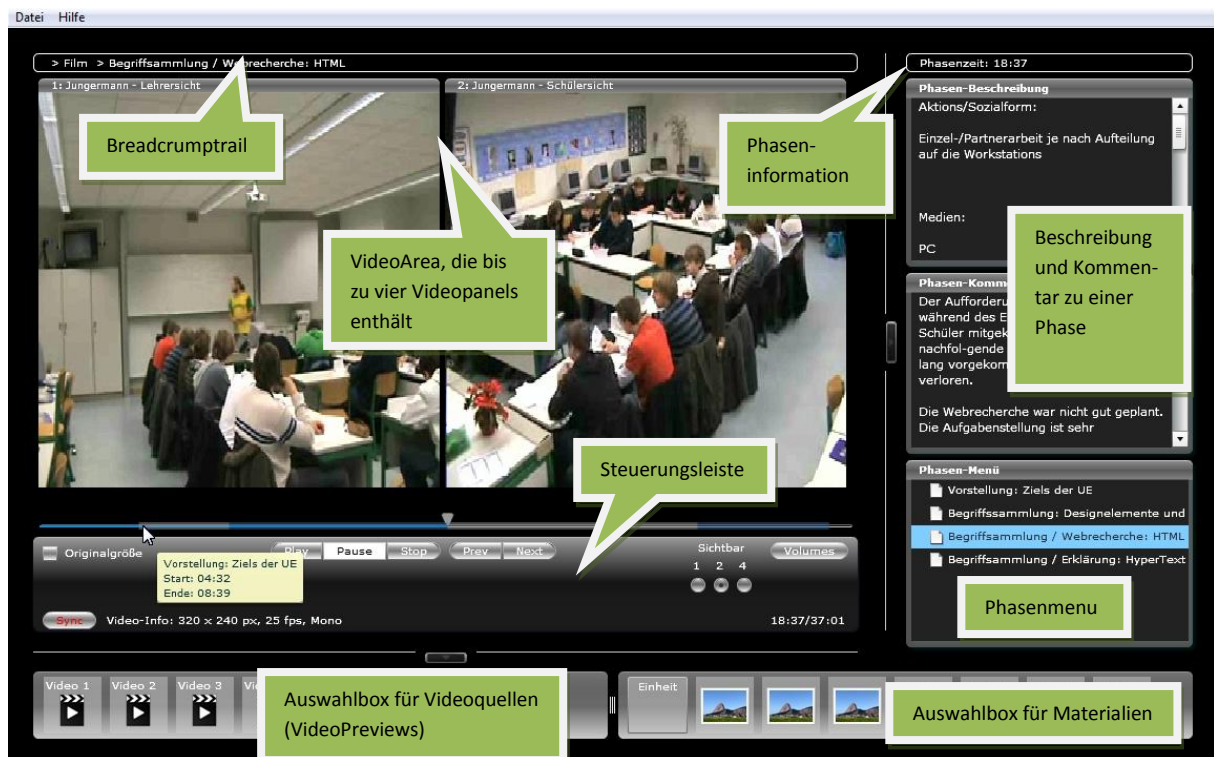 Datei Hilfe
> Film > Begriffsammlung / Webrecherche: HTML
Phasenzeit: 18:37
1: Jungermann - Lehrersicht
2: Jungermann - Schülersicht
Breadcrumptrail
VideoArea, die bis
zu vier Videopanels
enthält
Phasen-
information
Phasen-Beschreibung
Aktions/Sozialform:
Einzel-/Partnerarbeit je nach Aufteilung
auf die Workstations
Medien:
PC
Beschreibung
und Kommen-
tar zu einer
Phase
Phasen-Komm
Der Aufforderu
während des E
Schüler mitgek
nachfol-gende
lang vorgekom
verloren.
Die Webrecherche war nicht gut geplant.
Die Aufgabenstellung ist sehr
Steuerungsleiste
Phasen-Menü
Vorstellung: Ziels der UE
Begriffssammlung: Designelemente und
Begriffsammlung / Webrecherche: HTML
Begriffsammlung / Erklärung: HyperText
Phasenmenu
Originalgröße
Play Pause Stop Prev Next
Sichtbar
1 2 4
Volumes
Vorstellung: Ziels der UE
Start: 04:32
Ende: 08:39
Sync Video-Info: 320 x 240 px, 25 fps, Mono
18:37/37:01
Video 1 Video 2 Video 3
Auswahlbox für Videoquellen
(VideoPreviews)
Einheit
Auswahlbox für Materialien